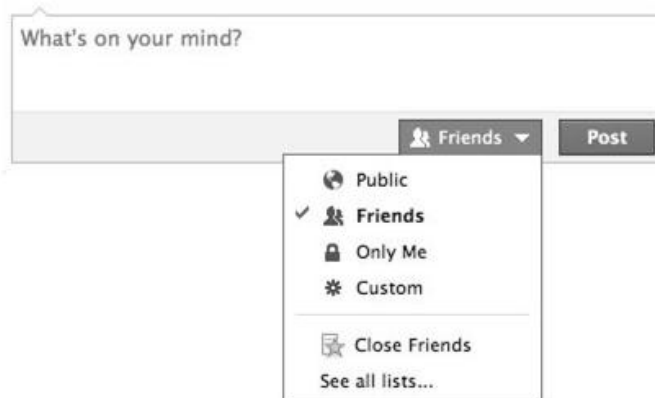 What's on your mind?
Friends Post
Public
Friends
Only Me
Custom
Close Friends
See all lists...